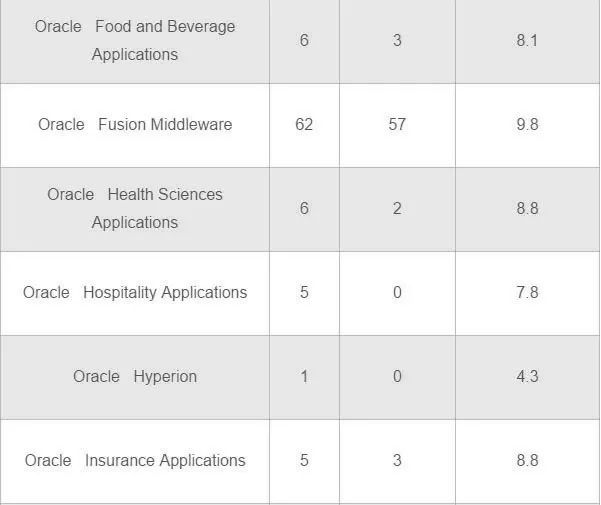 Oracle   Food and Beverage
Applications
6
3
8.1
Oracle   Fusion Middleware
62
57
9.8
Oracle   Health Sciences
Applications
6
2
8.8
Oracle   Hospitality Applications
5
0
7.8
Oracle   Hyperion
1
0
4.3
Oracle   Insurance Applications
5
3
8.8